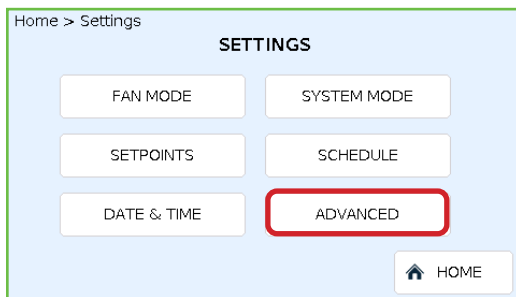 Home > Settings
SETTINGS
FAN MODE
SYSTEM MODE
SETPOINTS
SCHEDULE
DATE & TIME
ADVANCED
HOME